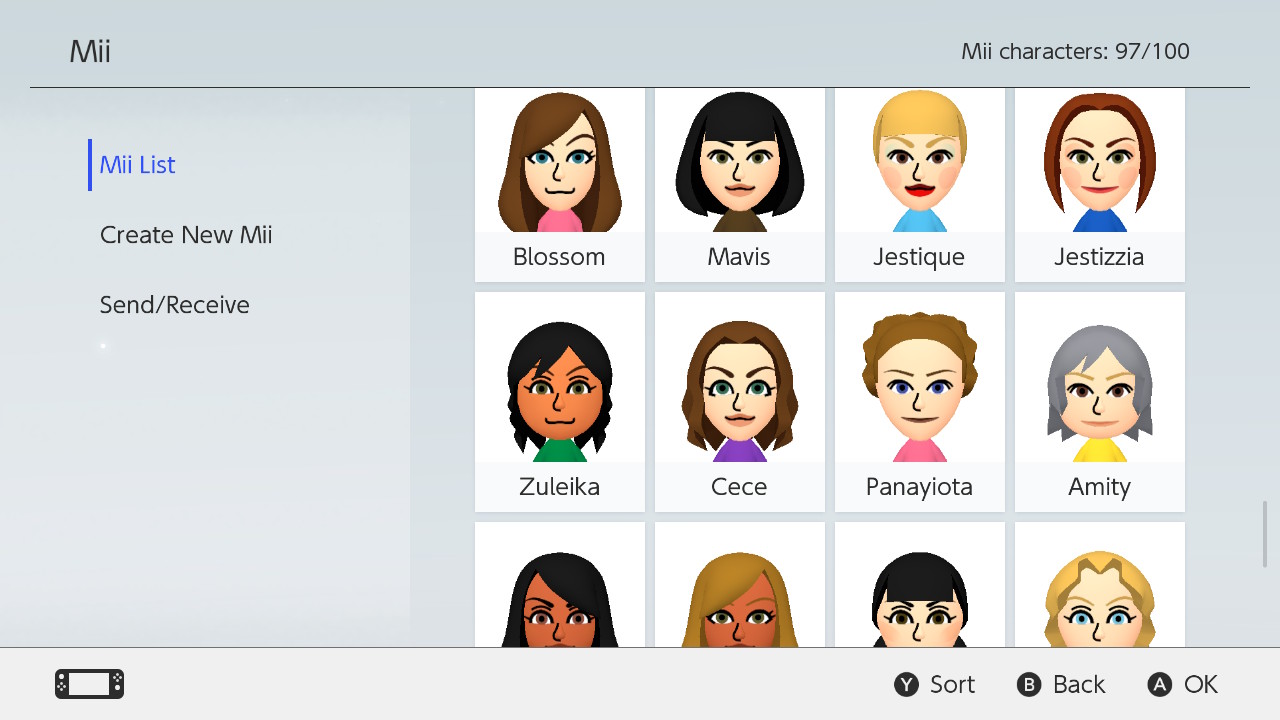 Mii
Mii characters: 97/100
Mii List
Create New Mii
Send/Receive
Blossom
Mavis
Jestique
Jestizzia
Zuleika
Cece
Panayiota
Amity
Y Sort
B Back
A OK